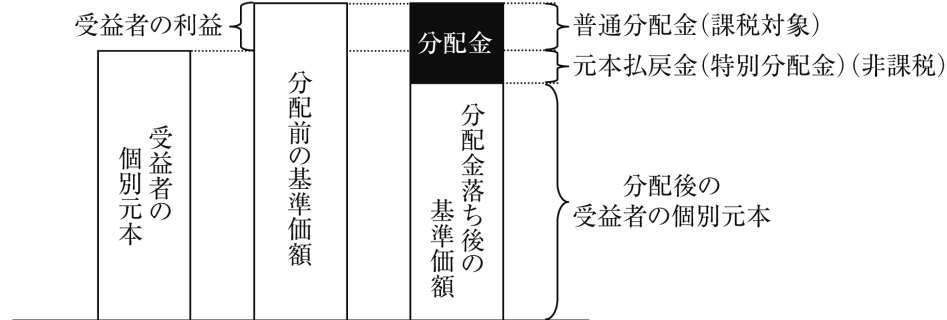 受益者の利益
受益者の
個別元本
分配前の基準価額
分配金
分配金落ち後の
基準価額
普通分配金(課税対象)
元本払戻金(特別分配金)(非課税)
分配後の
受益者の個別元本